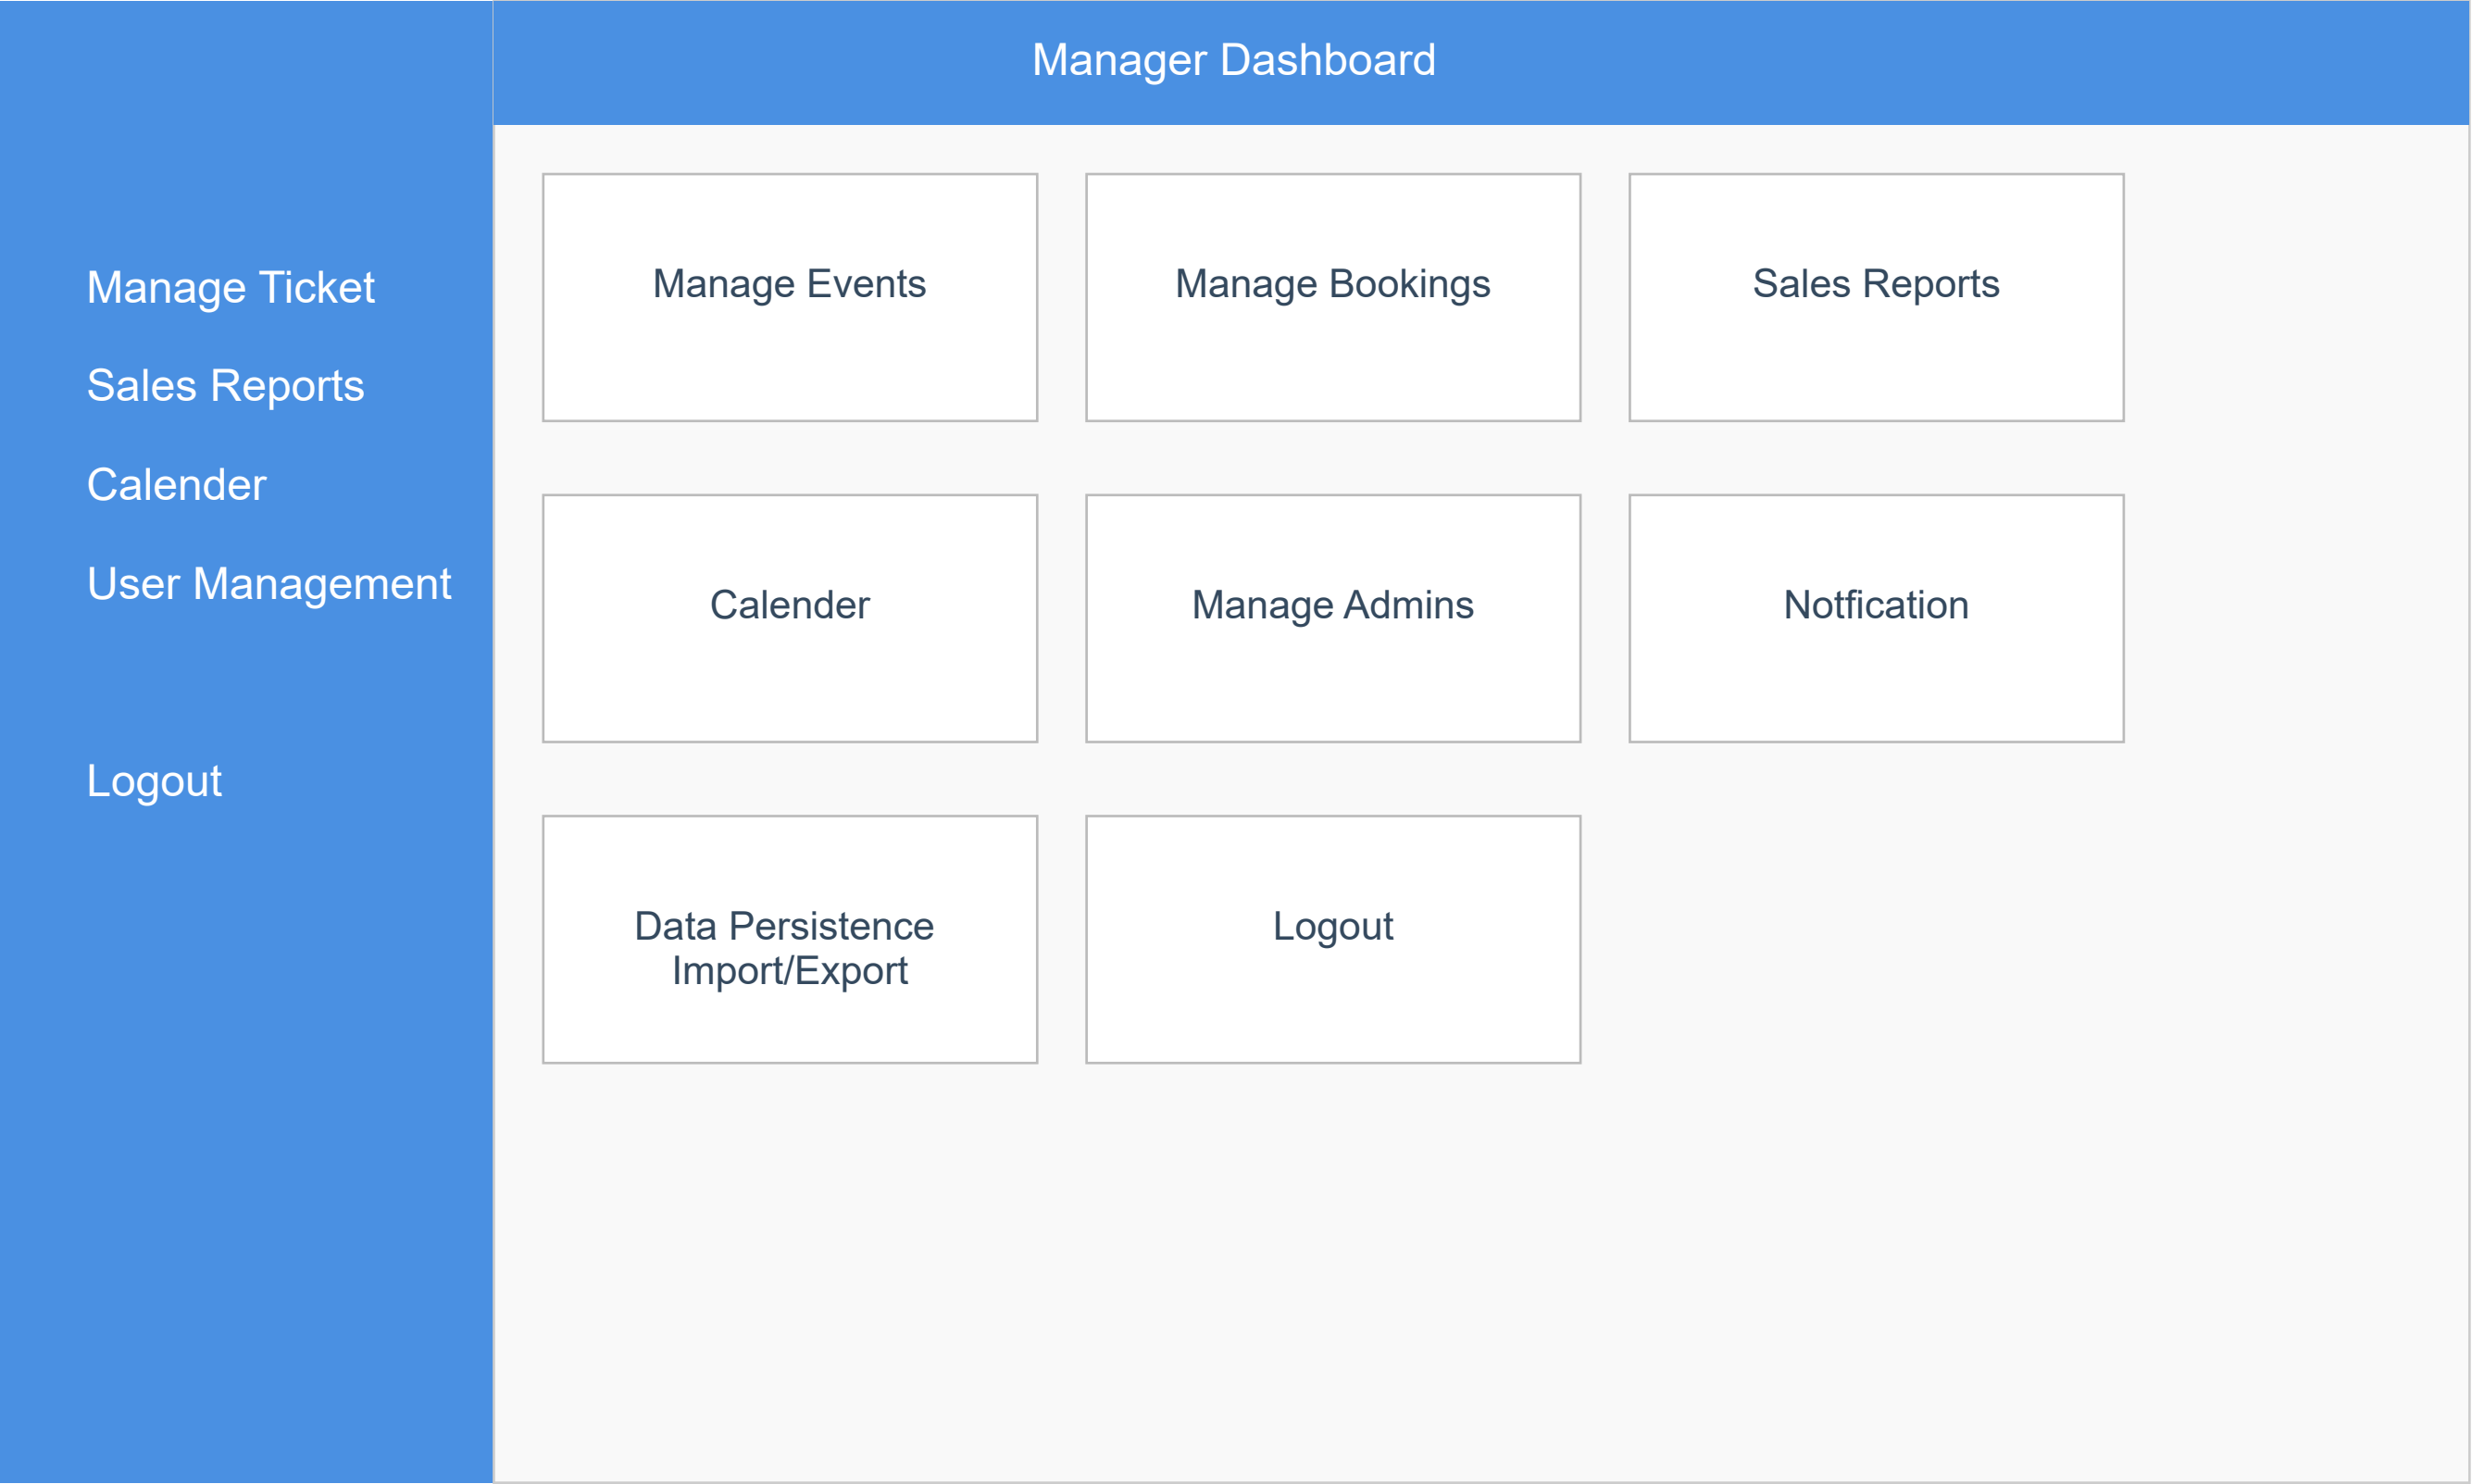 Manager Dashboard
Manage Ticket
Sales Reports
Calender
User Management
Logout
Manage Events
Manage Bookings
Sales Reports
Calender
Manage Admins
Notfication
Data Persistence
Import/Export
Logout